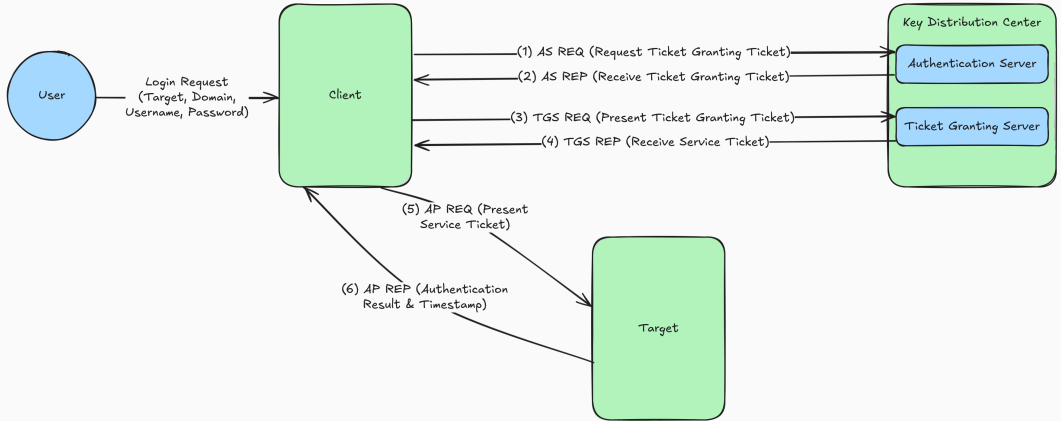 Key Distribution Center
(1) AS REQ (Request Ticket Granting Ticket)
Authentication Server
(2) AS REP (Receive Ticket Granting Ticket)
Login Request
(Target, Domain,
Username, Password)
User
Client
(3) TGS REQ (Present Ticket Granting Ticket)
Ticket Granting Server
(4) TGS REP (Receive Service Ticket)
(5) AP REQ (Present
Service Ticket)
(6) AP REP (Authentication
Result & Timestamp)
Target